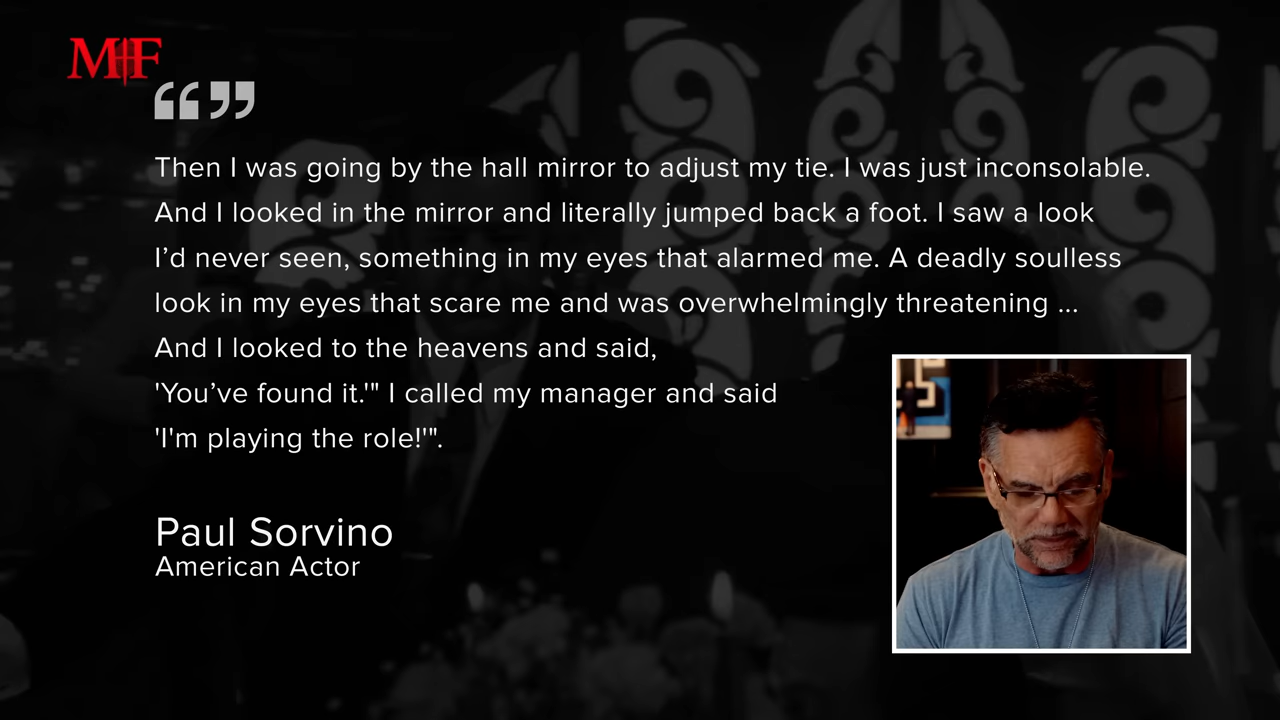 M F
“ ”
Then I was going by the hall mirror to adjust my tie. I was just inconsolable.
And I looked in the mirror and literally jumped back a foot. I saw a look
I’d never seen, something in my eyes that alarmed me. A deadly soulless
look in my eyes that scare me and was overwhelmingly threatening ...
And I looked to the heavens and said,
'You’ve found it.'" I called my manager and said
'I'm playing the role!'".
Paul Sorvino
American Actor